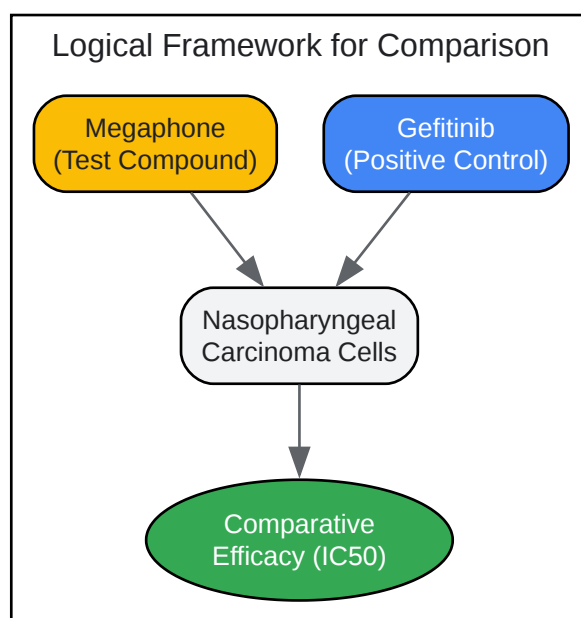 Logical Framework for Comparison
Megaphone
(Test Compound)
Gefitinib
(Positive Control)
Nasopharyngeal
Carcinoma Cells
Comparative
Efficacy (IC50)